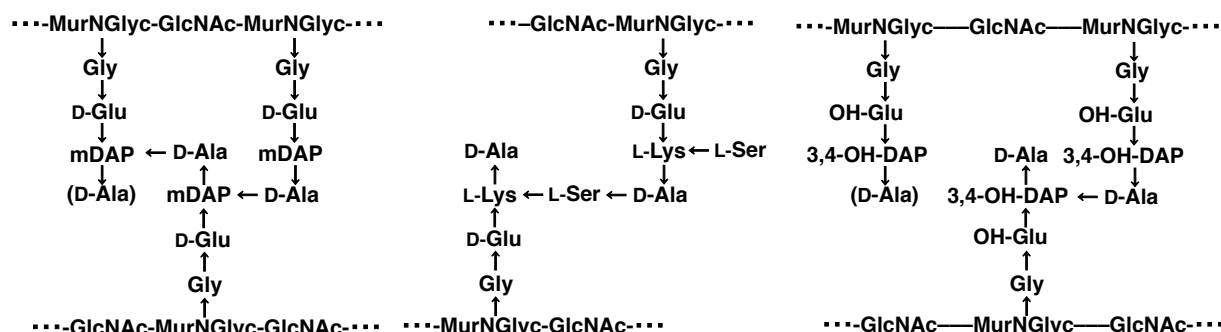 ····-MurNGlyc-GlcNAc-MurNGlyc-····
Gly Gly
D-Glu D-Glu
mDAP ← D-Ala mDAP
(D-Ala) mDAP ← D-Ala
D-Glu
Gly
····-GlcNAc-MurNGlyc-GlcNAc-····
····–GlcNAc-MurNGlyc-····
Gly
D-Glu
D-Ala L-Lys ← L-Ser
L-Lys ← L-Ser ← D-Ala
D-Glu
Gly
····-MurNGlyc-GlcNAc-····
····-MurNGlyc––GlcNAc––MurNGlyc-····
Gly Gly
OH-Glu OH-Glu
3,4-OH-DAP D-Ala 3,4-OH-DAP
(D-Ala) 3,4-OH-DAP ← D-Ala
OH-Glu
Gly
····-GlcNAc––MurNGlyc––GlcNAc-····